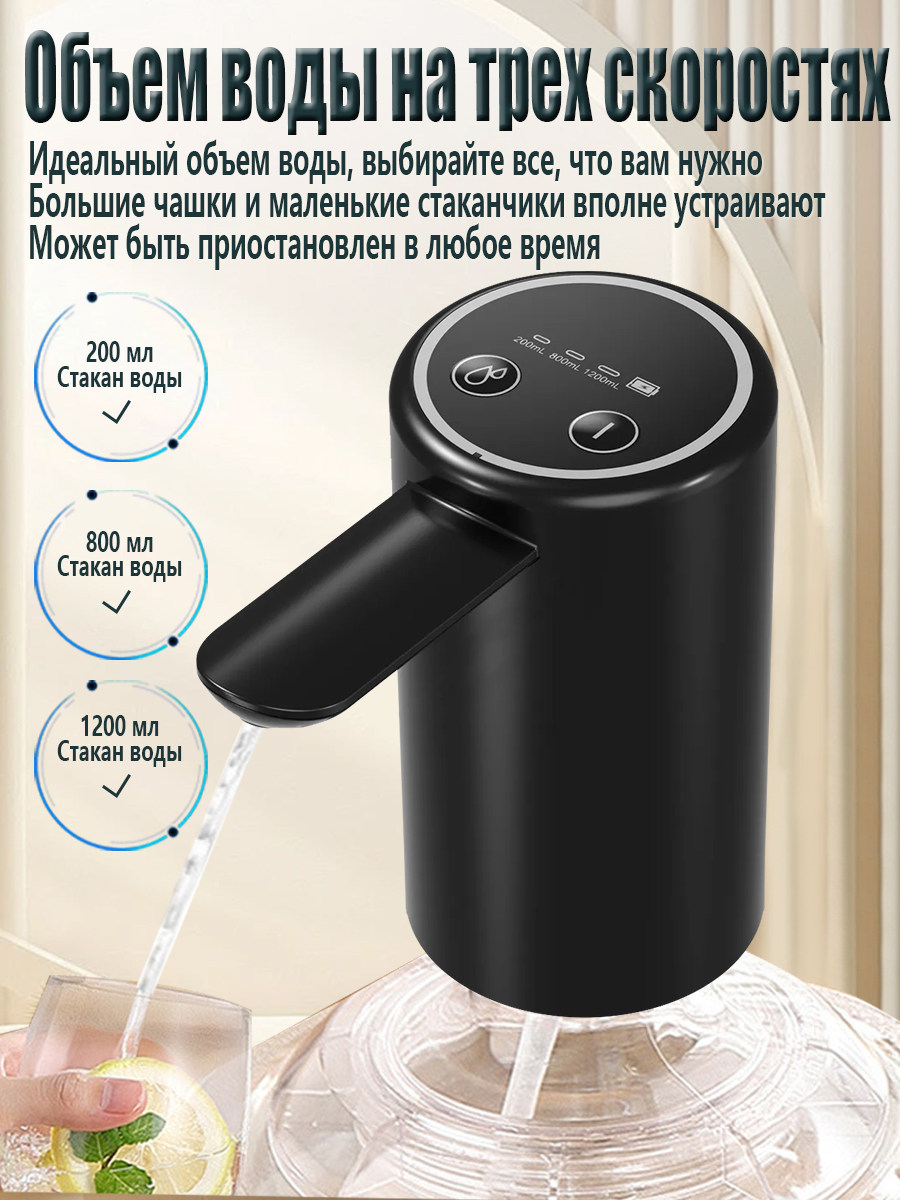 Объем воды на трех скоростях
Идеальный объем воды, выбирайте все, что вам нужно
Большие чашки и маленькие стаканчики вполне устраивают
Может быть приостановлен в любое время
200 мл
Стакан воды
800 мл
Стакан воды
1200 мл
Стакан воды
200mL 800mL 1200mL